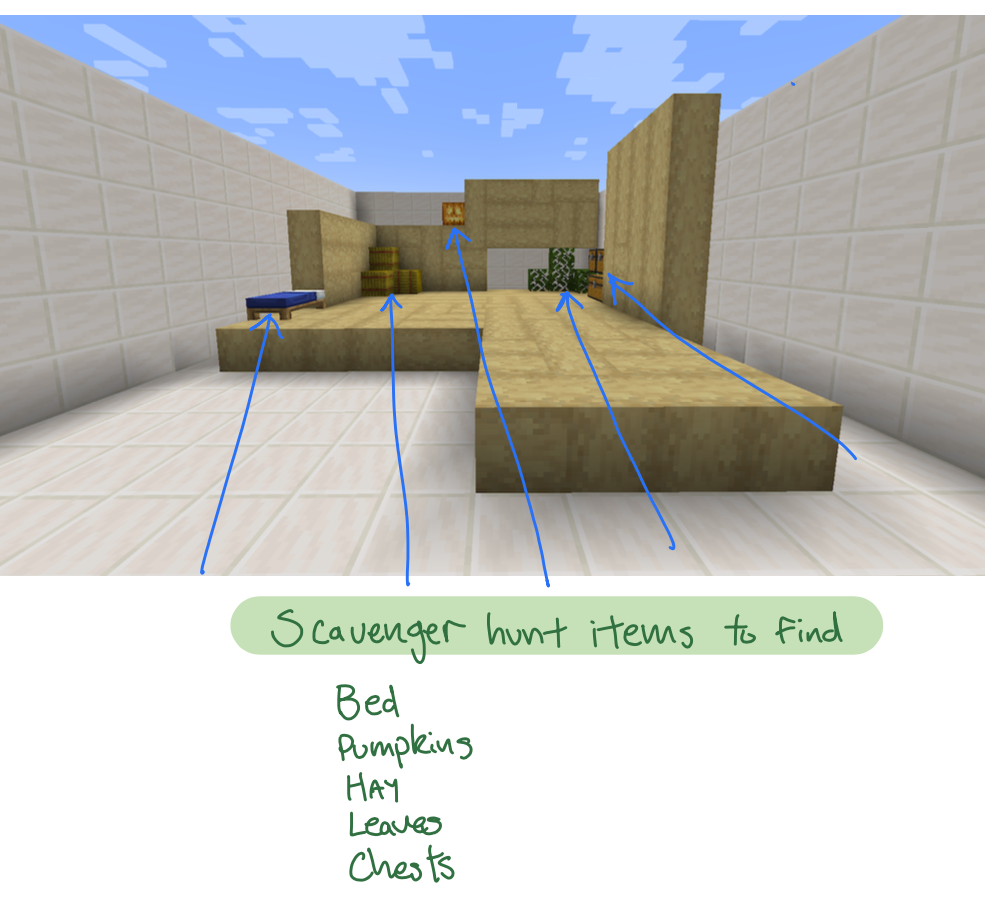 Scavenger hunt items to find
Bed
Pumpkins
HAY
Leaves
Chests